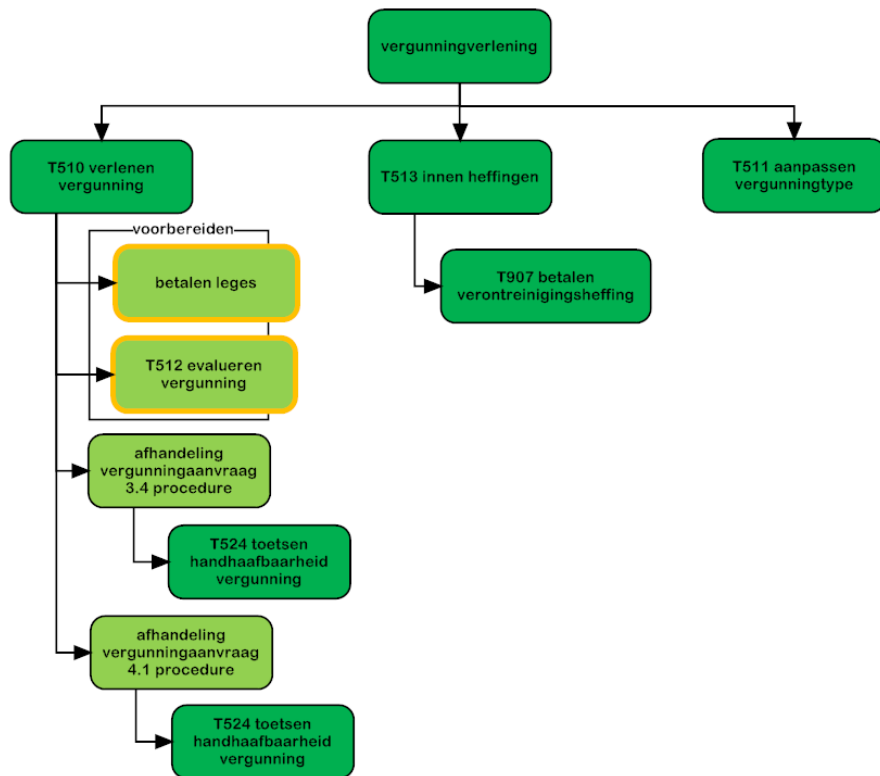 vergunningverlening
T510 verlenen
vergunning
T513 innen heffingen
T511 aanpassen
vergunningtype
voorbereiden
betalen leges
T907 betalen
verontreinigingsheffing
T512 evalueren
vergunning
afhandeling
vergunningaanvraag
3.4 procedure
T524 toetsen
handhaafbaarheid
vergunning
afhandeling
vergunningaanvraag
4.1 procedure
T524 toetsen
handhaafbaarheid
vergunning